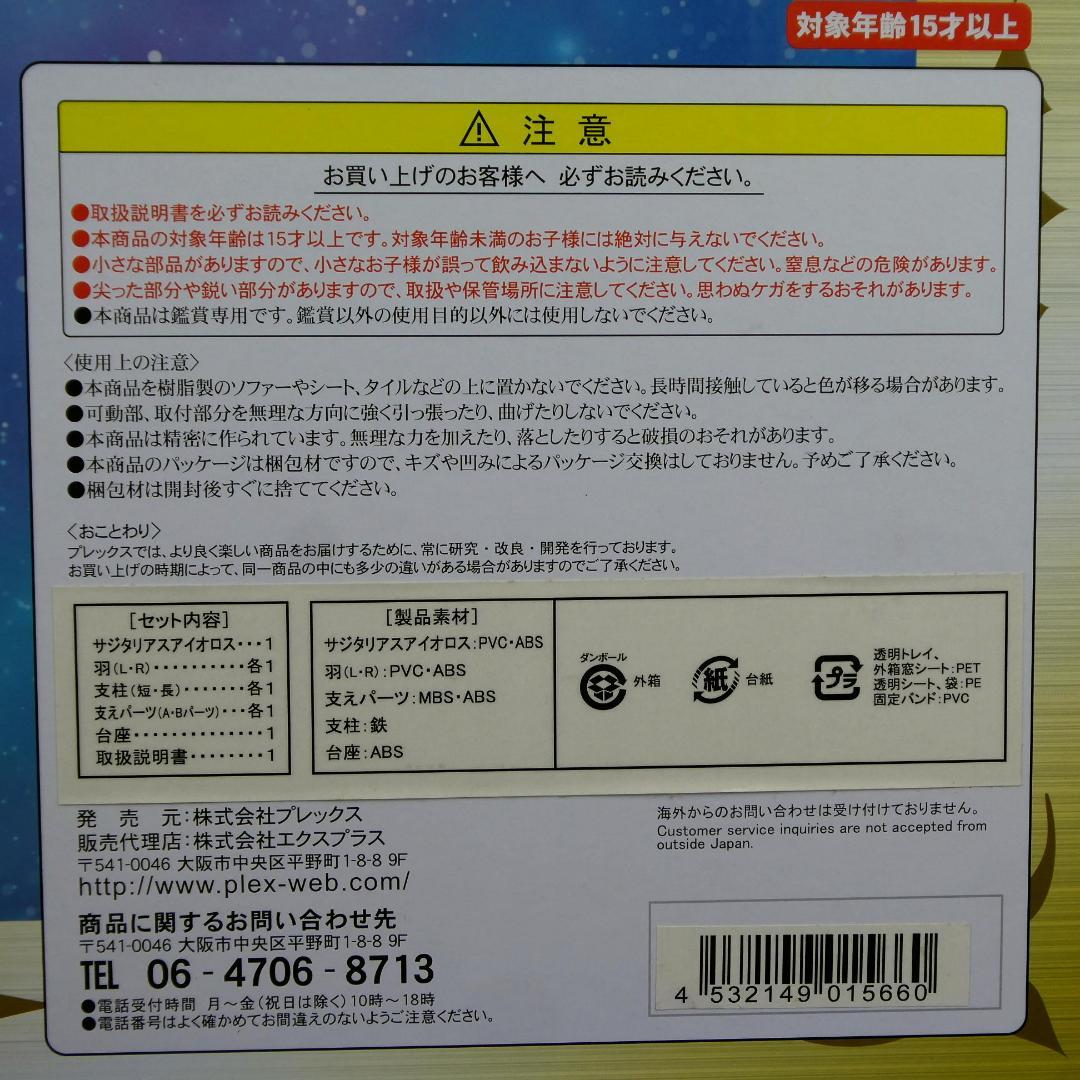 対象年齢15才以上
注意
お買い上げのお客様へ 必ずお読みください。
●取扱説明書を必ずお読みください。
●本商品の対象年齢は15才以上です。対象年齢未満のお子様には絶対に与えないでください。
●小さな部品がありますので、小さなお子様が誤って飲み込まないように注意してください。窒息などの危険があります。
●尖った部分や鋭い部分がありますので、取扱や保管場所に注意してください。思わぬケガをするおそれがあります。
●本商品は鑑賞専用です。鑑賞以外の使用目的以外には使用しないでください。
〈使用上の注意〉
●本商品を樹脂製のソファーやシート、タイルなどの上に置かないでください。長時間接触していると色が移る場合があります。
●可動部、取付部分を無理な方向に強く引っ張ったり、曲げたりしないでください。
●本商品は精密に作られています。無理な力を加えたり、落としたりすると破損のおそれがあります。
●本商品のパッケージは梱包材ですので、キズや凹みによるパッケージ交換はしておりません。予めご了承ください。
●梱包材は開封後すぐに捨ててください。
〈おことわり〉
プレックスでは、より良く楽しい商品をお届けするために、常に研究・改良・開発を行っております。
お買い上げの時期によって、同一商品の中にも多少の違いがある場合がありますのでご了承ください。
[セット内容]
サジタリアスアイオロス・・・1
羽(L・R)・・・・・・・・・・各1
支柱(短・長)・・・・・・・各1
支えパーツ(A・Bパーツ)・・・各1
台座・・・・・・・・・・・・・1
取扱説明書・・・・・・・・1
[製品素材]
サジタリアスアイオロス:PVC・ABS
羽(L・R):PVC・ABS
支えパーツ:MBS・ABS
支柱:鉄
台座:ABS
ダンボール
外箱
紙
台紙
プラ
透明トレイ、
外箱窓シート:PET
透明シート、袋:PE
固定バンド:PVC
発　売　元:株式会社プレックス
販売代理店:株式会社エクスプラス
〒541-0046 大阪市中央区平野町1-8-8 9F
http://www.plex-web.com/
商品に関するお問い合わせ先
〒541-0046 大阪市中央区平野町1-8-8 9F
TEL 06-4706-8713
●電話受付時間 月～金(祝日は除く)10時～18時
●電話番号はよく確かめてお間違えのないようご注意ください。
海外からのお問い合わせは受け付けておりません。
Customer service inquiries are not accepted from
outside Japan.
4 532149 015660